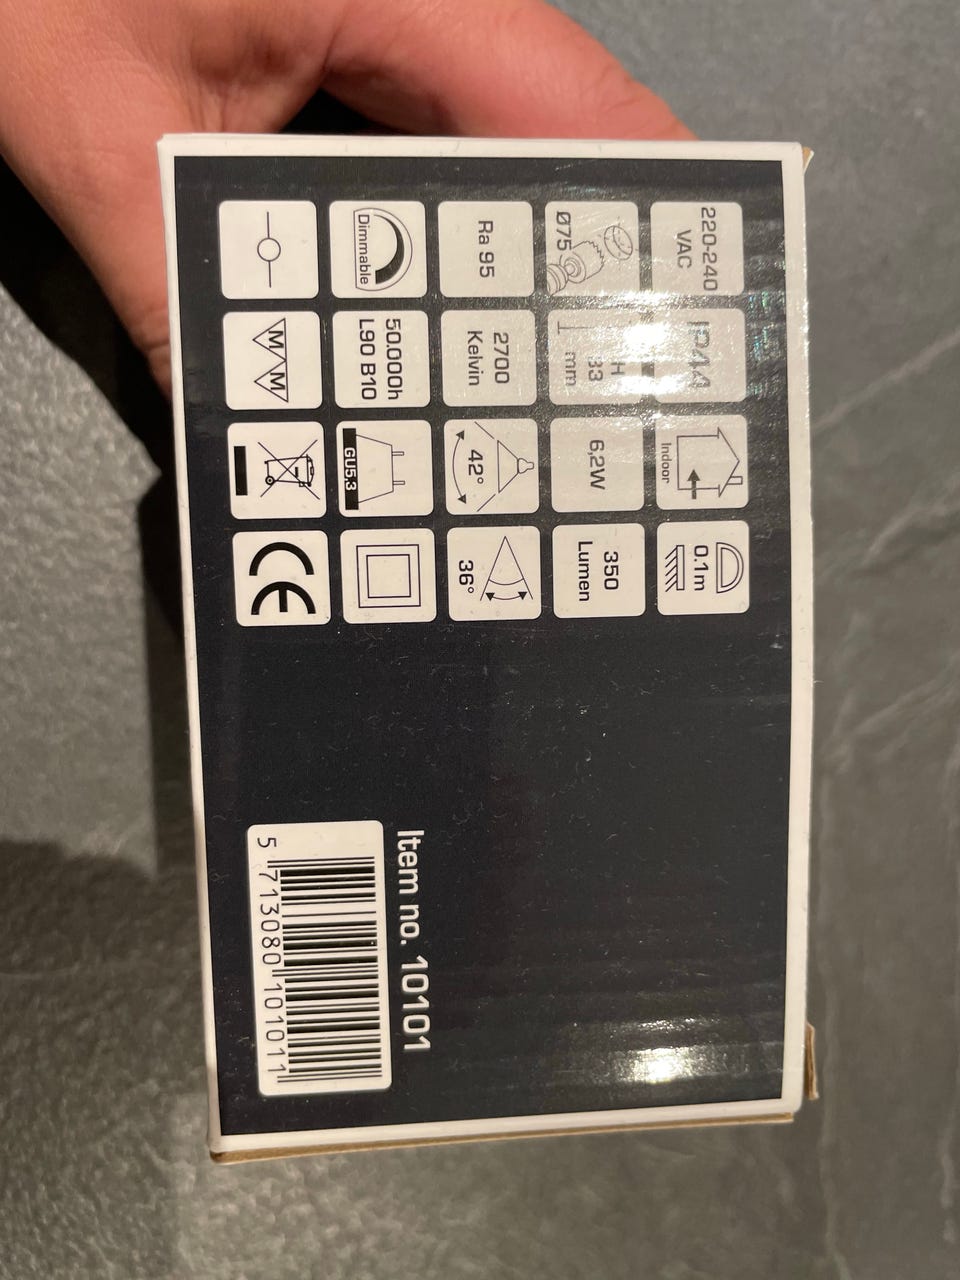 220-240
VAC
IP44
Indoor
0.1m
Ø75
H
33
mm
6,2W
350
Lumen
Ra 95
2700
Kelvin
42°
36°
Dimmable
50.000h
L90 B10
GU5.3
M M
CE
Item no. 10101
5 713080 101011